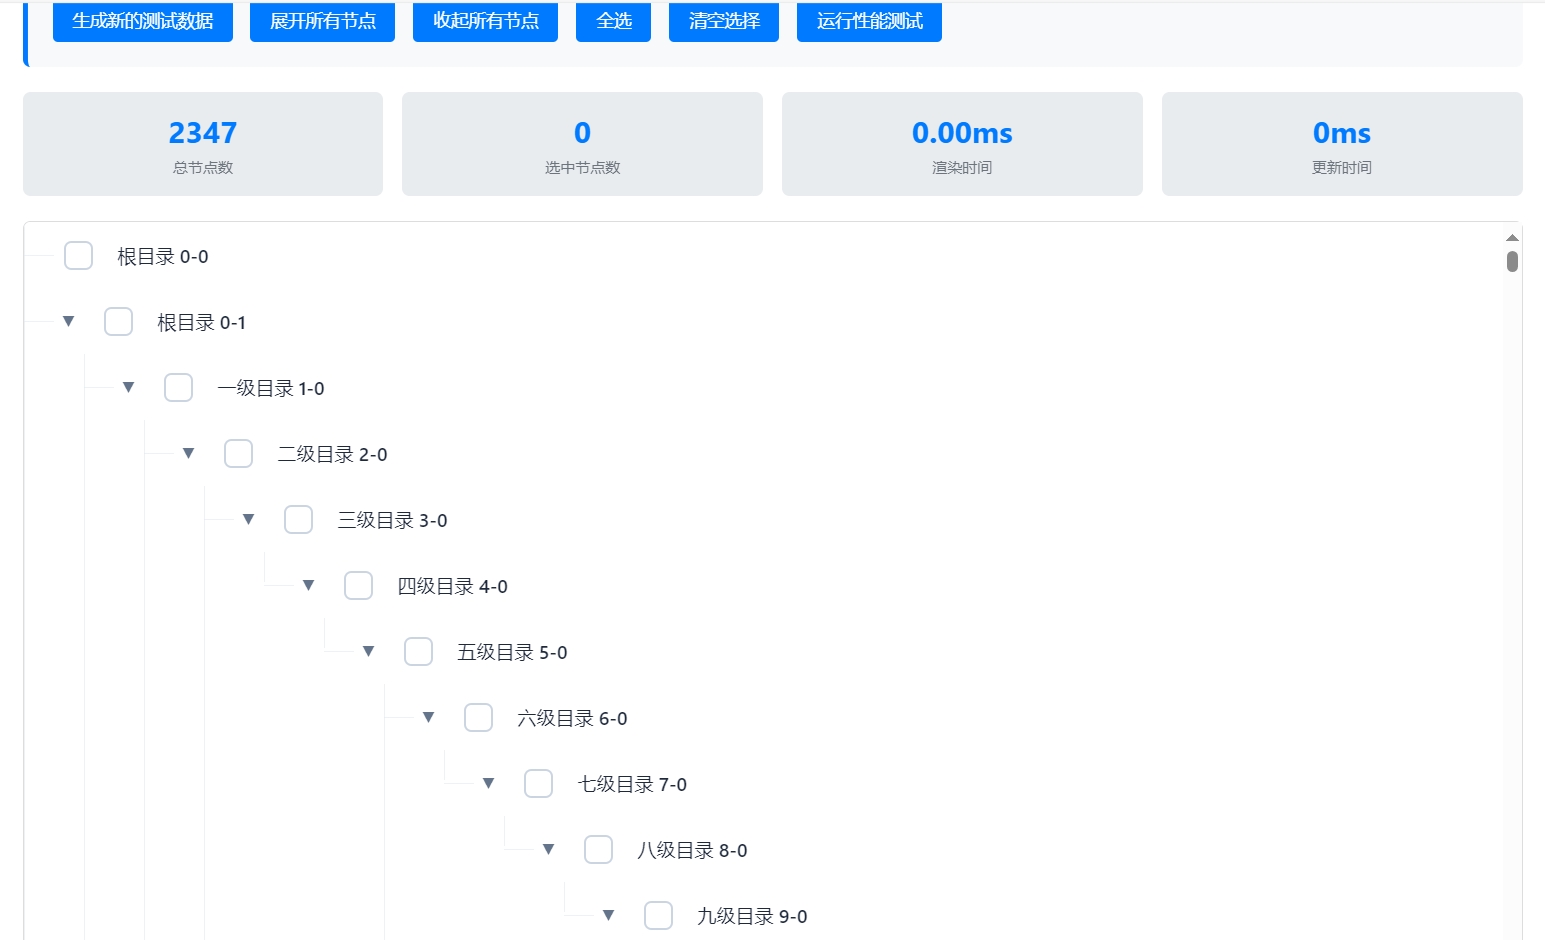 生成新的测试数据 展开所有节点 收起所有节点 全选 清空选择 运行性能测试
2347 0 0.00ms 0ms
总节点数 选中节点数 渲染时间 更新时间
根目录 0-0
▼ 根目录 0-1
▼ 一级目录 1-0
▼ 二级目录 2-0
▼ 三级目录 3-0
▼ 四级目录 4-0
▼ 五级目录 5-0
▼ 六级目录 6-0
▼ 七级目录 7-0
▼ 八级目录 8-0
▼ 九级目录 9-0